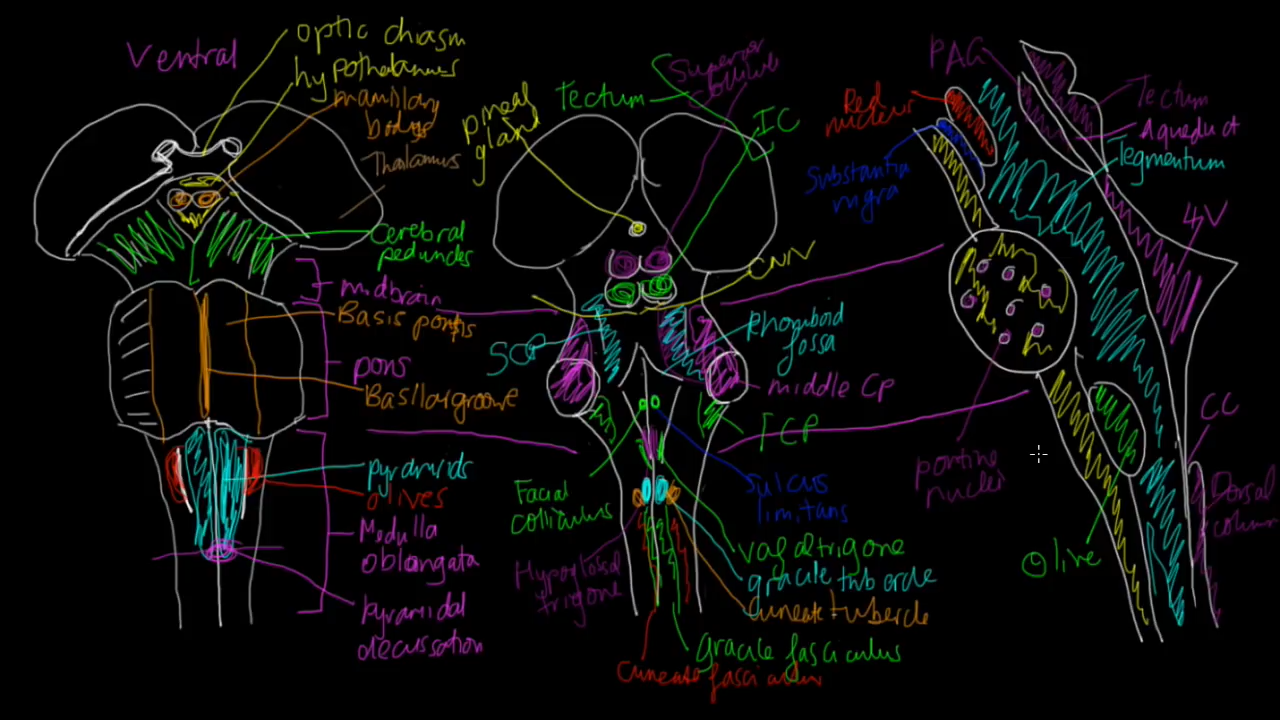 Ventral
optic chiasm
hypothalamus
mamillary
bodies
Thalamus
Cerebral
peduncles
midbrain
Basis pontis
pons
Basilar groove
pyramids
olives
Medulla
oblongata
pyramidal
decussation
pineal
gland
Tectum
Superior
IC
CNIV
SCP
Rhomboid
fossa
middle CP
ICP
Facial
colliculus
sulcus
limitans
Hypoglossal
trigone
vagal trigone
gracile tubercle
cuneate tubercle
Gracile fasciculus
Cuneate fasciculus
PAG
Red
nucleus
Substantia
nigra
Tectum
Aqueduct
Tegmentum
4V
CC
pontine
nuclei
Dorsal
column
Olive